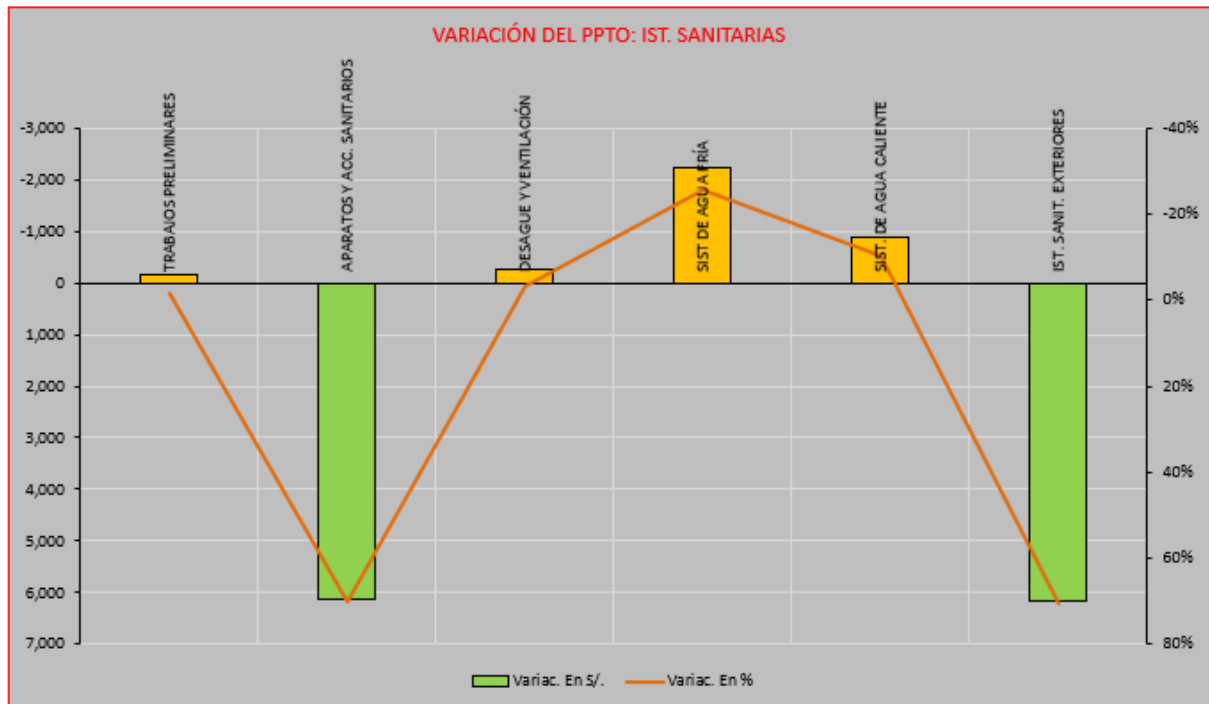 VARIACIÓN DEL PPTO: IST. SANITARIAS
TRABAJOS PRELIMINARES
APARATOS Y ACC. SANITARIOS
DESAGUE Y VENTILACIÓN
SIST DE AGUA FRÍA
SIST. DE AGUA CALIENTE
IST. SANIT. EXTERIORES
-3,000
-2,000
-1,000
0
1,000
2,000
3,000
4,000
5,000
6,000
7,000
-40%
-20%
0%
20%
40%
60%
80%
Variac. En S/. Variac. En %